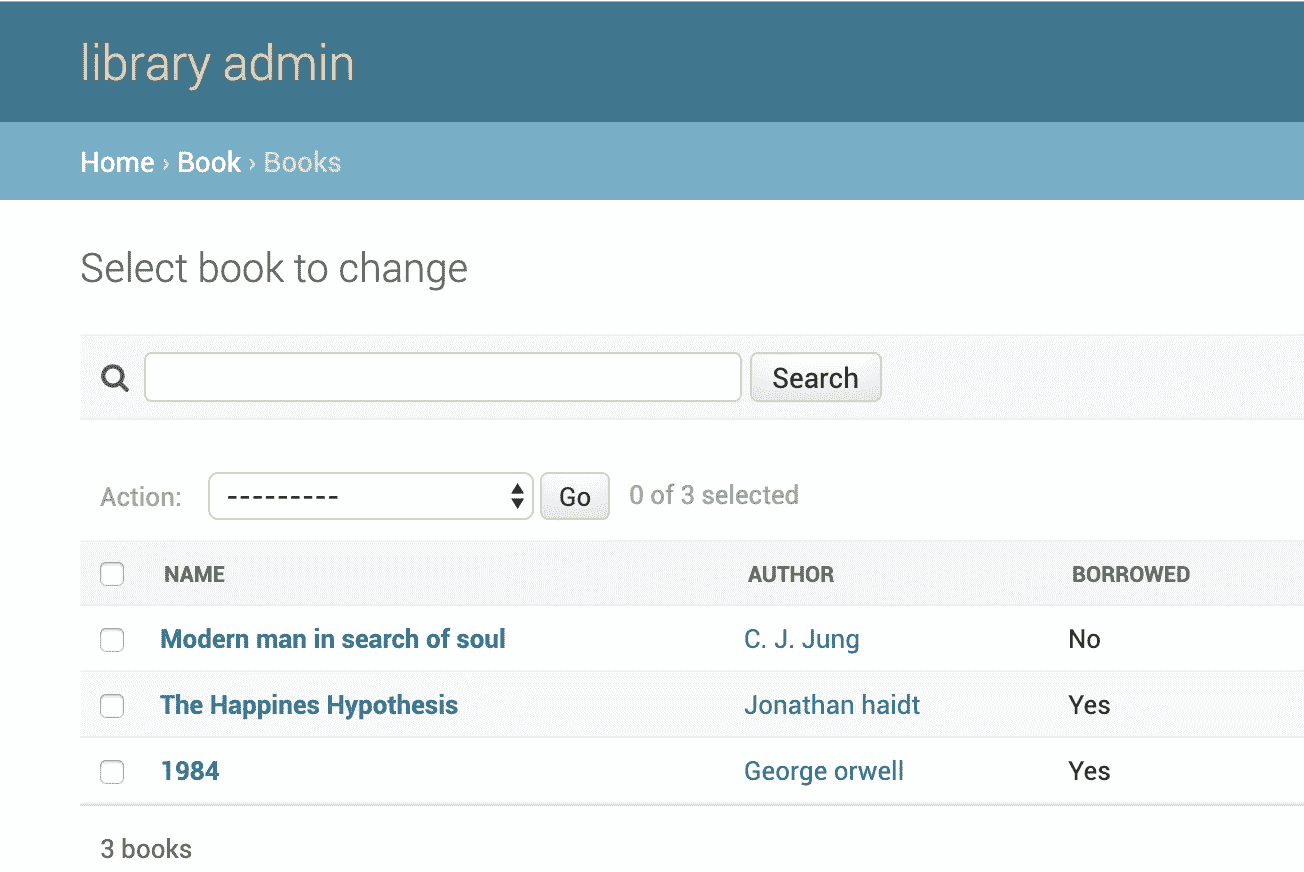 library admin
Home › Book › Books
Select book to change
Search
Action: --------- Go 0 of 3 selected
NAME AUTHOR BORROWED
Modern man in search of soul C. J. Jung No
The Happines Hypothesis Jonathan haidt Yes
1984 George orwell Yes
3 books